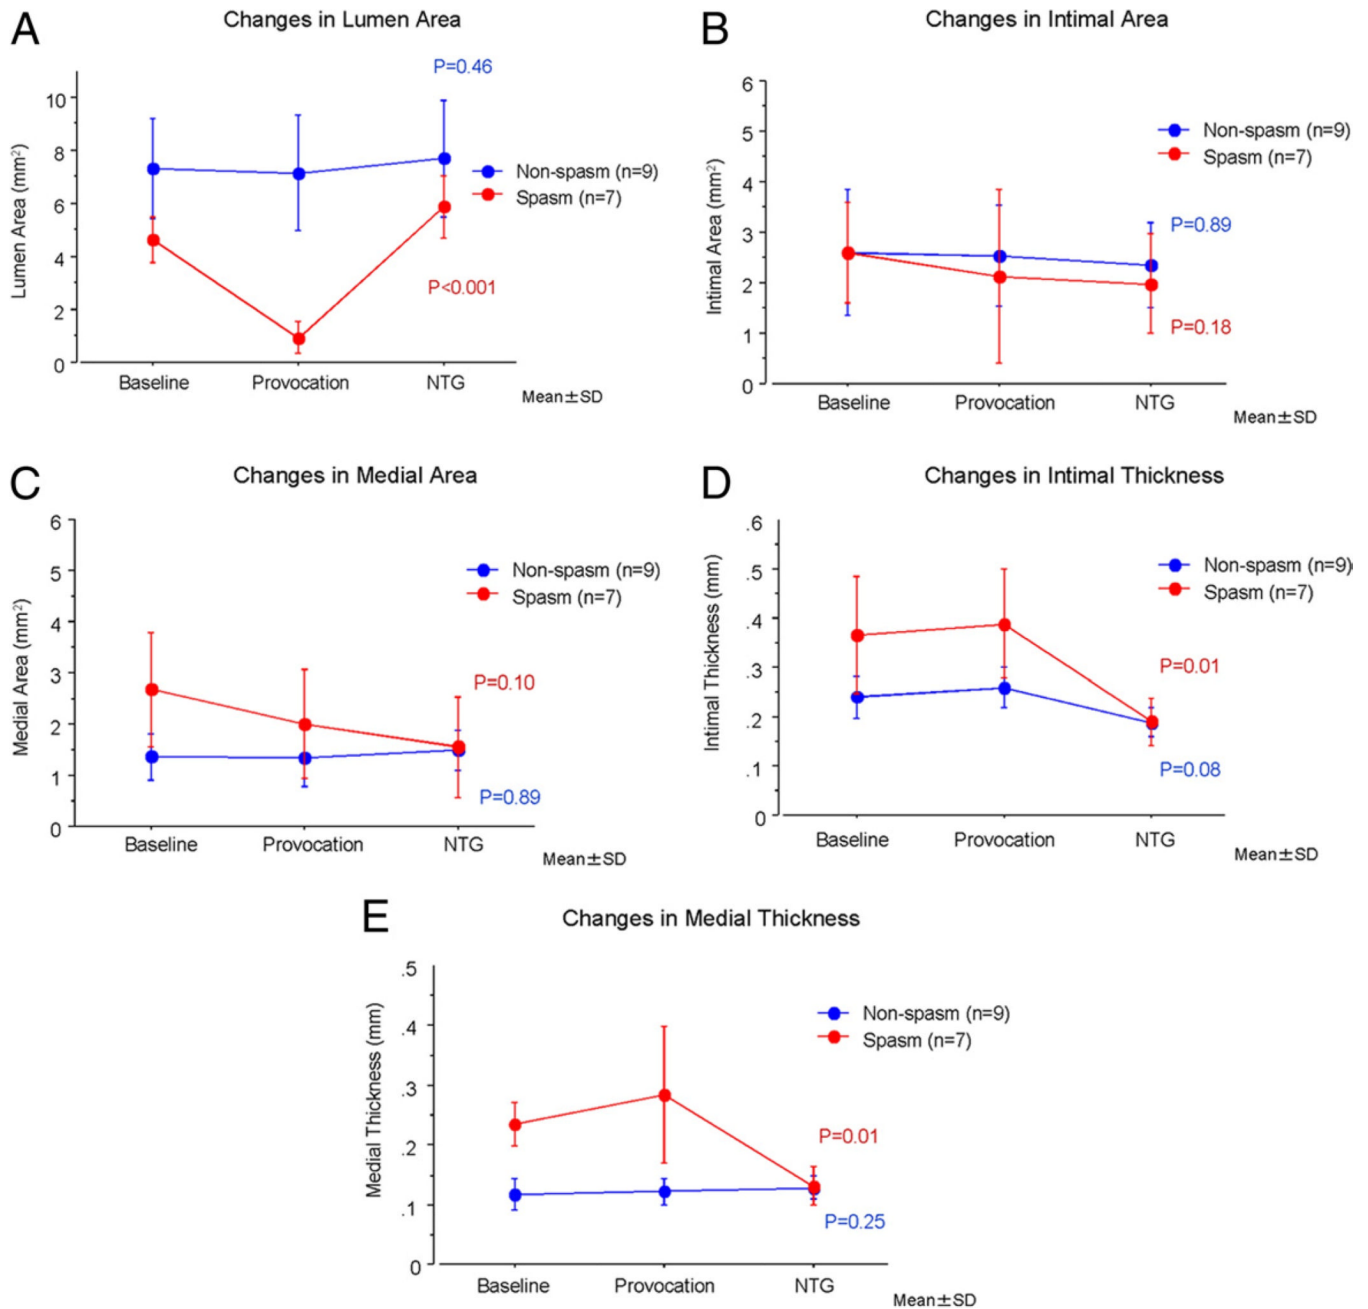 A
Changes in Lumen Area
Lumen Area (mm²)
10
8
6
4
2
0
P=0.46
Non-spasm (n=9)
Spasm (n=7)
P<0.001
Baseline
Provocation
NTG
Mean±SD
B
Changes in Intimal Area
Intimal Area (mm²)
6
5
4
3
2
1
0
Non-spasm (n=9)
Spasm (n=7)
P=0.89
P=0.18
Baseline
Provocation
NTG
Mean±SD
C
Changes in Medial Area
Medial Area (mm²)
6
5
4
3
2
1
0
Non-spasm (n=9)
Spasm (n=7)
P=0.10
P=0.89
Baseline
Provocation
NTG
Mean±SD
D
Changes in Intimal Thickness
Intimal Thickness (mm)
.6
.5
.4
.3
.2
.1
0
Non-spasm (n=9)
Spasm (n=7)
P=0.01
P=0.08
Baseline
Provocation
NTG
Mean±SD
E
Changes in Medial Thickness
Medial Thickness (mm)
.5
.4
.3
.2
.1
0
Non-spasm (n=9)
Spasm (n=7)
P=0.01
P=0.25
Baseline
Provocation
NTG
Mean±SD